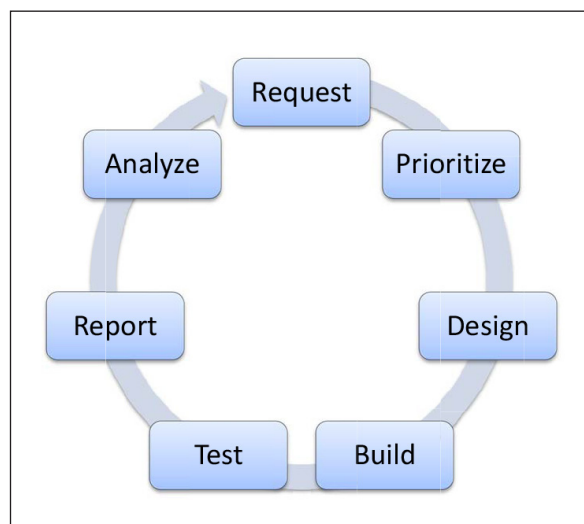 Request
Prioritize
Design
Build
Test
Report
Analyze